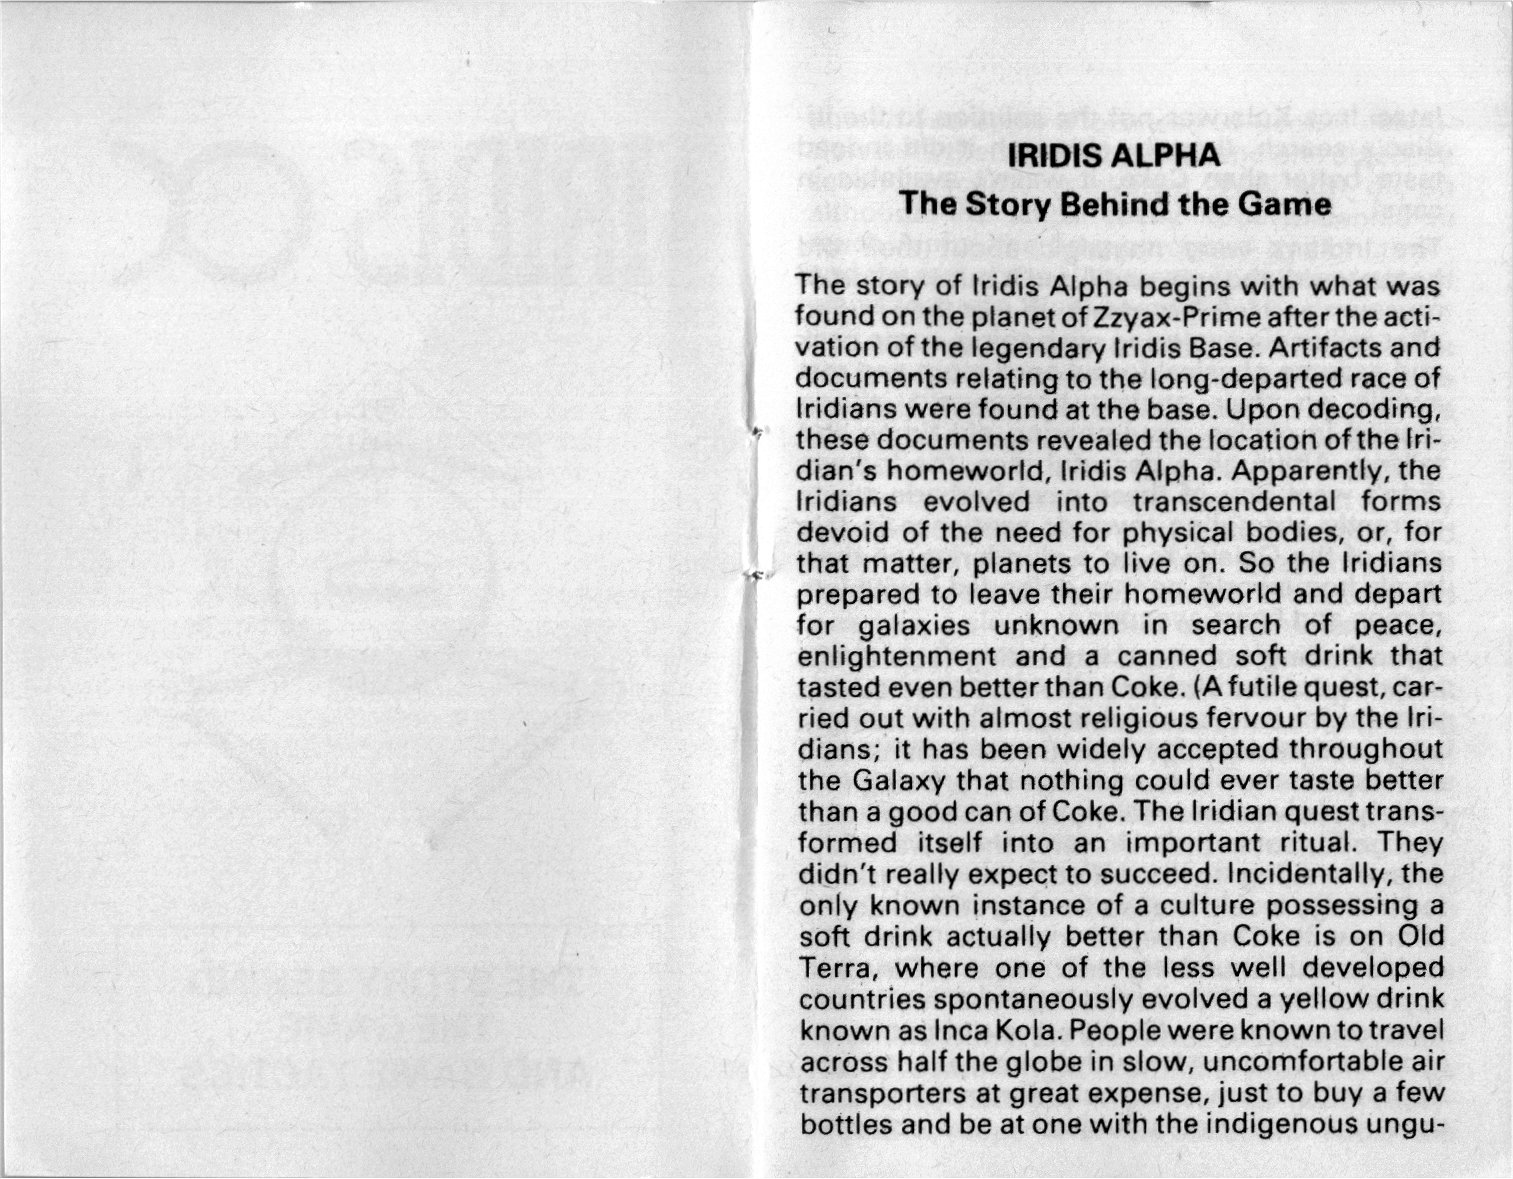 IRIDIS ALPHA
The Story Behind the Game
The story of Iridis Alpha begins with what was
found on the planet of Zzyax-Prime after the acti-
vation of the legendary Iridis Base. Artifacts and
documents relating to the long-departed race of
Iridians were found at the base. Upon decoding,
these documents revealed the location of the Iri-
dian's homeworld, Iridis Alpha. Apparently, the
Iridians evolved into transcendental forms
devoid of the need for physical bodies, or, for
that matter, planets to live on. So the Iridians
prepared to leave their homeworld and depart
for galaxies unknown in search of peace,
enlightenment and a canned soft drink that
tasted even better than Coke. (A futile quest, car-
ried out with almost religious fervour by the Iri-
dians; it has been widely accepted throughout
the Galaxy that nothing could ever taste better
than a good can of Coke. The Iridian quest trans-
formed itself into an important ritual. They
didn't really expect to succeed. Incidentally, the
only known instance of a culture possessing a
soft drink actually better than Coke is on Old
Terra, where one of the less well developed
countries spontaneously evolved a yellow drink
known as Inca Kola. People were known to travel
across half the globe in slow, uncomfortable air
transporters at great expense, just to buy a few
bottles and be at one with the indigenous ungu-